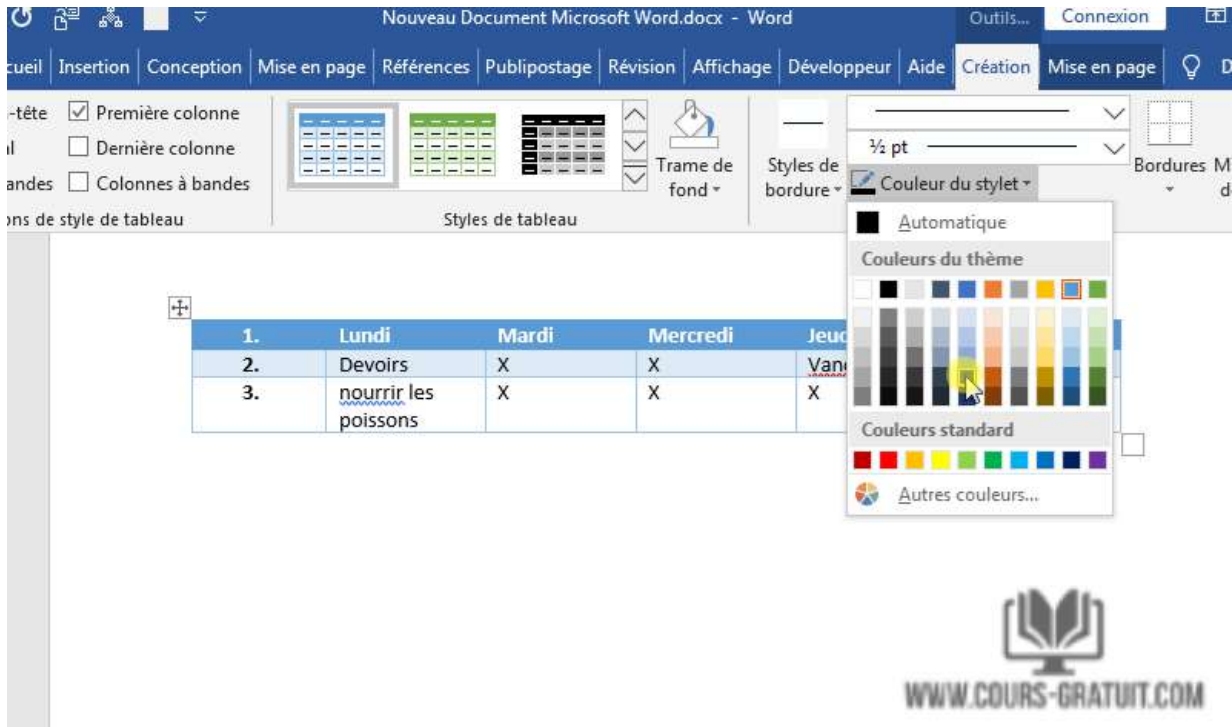 Nouveau Document Microsoft Word.docx - Word
Outils...
Connexion
cueil Insertion Conception Mise en page Références Publipostage Révision Affichage Développeur Aide Création Mise en page D
-tête Première colonne
Dernière colonne
andes Colonnes à bandes
ons de style de tableau
Styles de tableau
Trame de
fond
Styles de
bordure
½ pt
Couleur du stylet
Bordures M
d
Automatique
Couleurs du thème
Couleurs standard
Autres couleurs...
1. Lundi Mardi Mercredi Jeud
2. Devoirs X X Van
3. nourrir les X X X
poissons
WWW.COURS-GRATUIT.COM